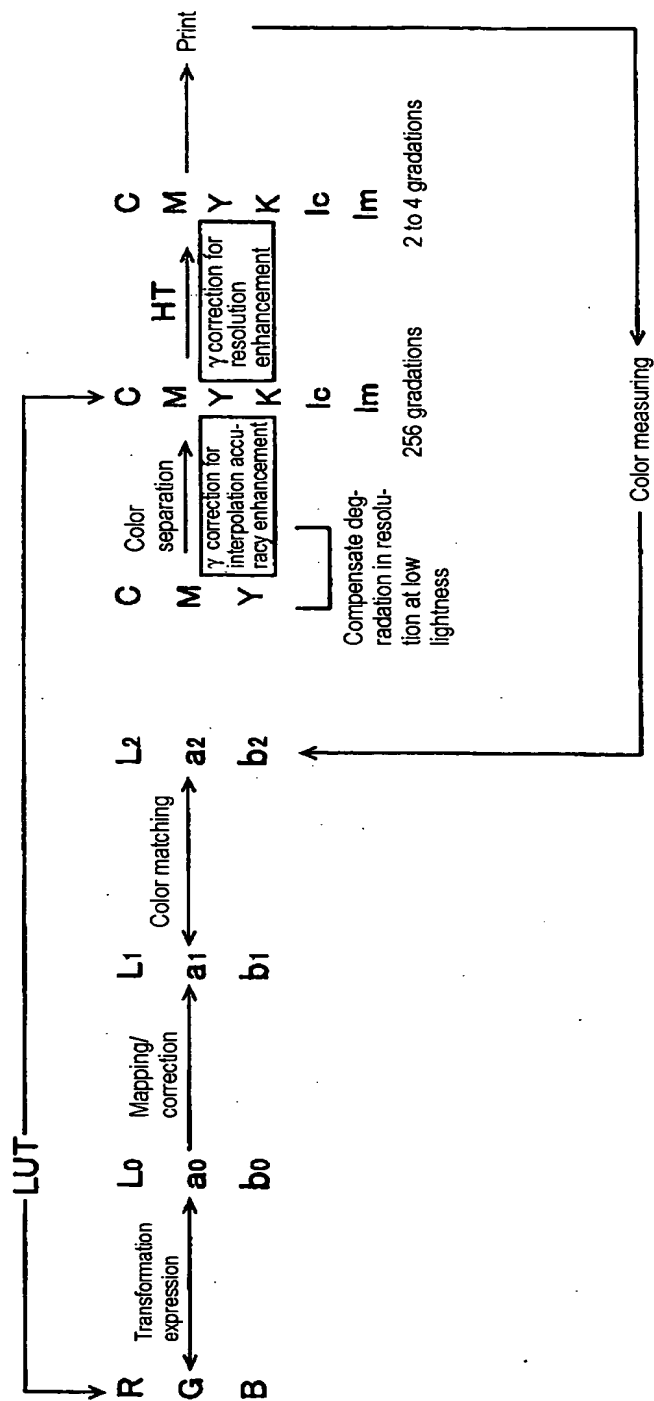 LUT
R
G
B
Transformation
expression
L0
a0
b0
Mapping/
correction
L1
a1
b1
Color matching
L2
a2
b2
C
M
Y
Compensate deg-
radation in resolu-
tion at low
lightness
Color
separation
γ correction for
interpolation accu-
racy enhancement
C
M
Y
K
lc
lm
256 gradations
HT
γ correction for
resolution
enhancement
C
M
Y
K
lc
lm
2 to 4 gradations
Print
Color measuring